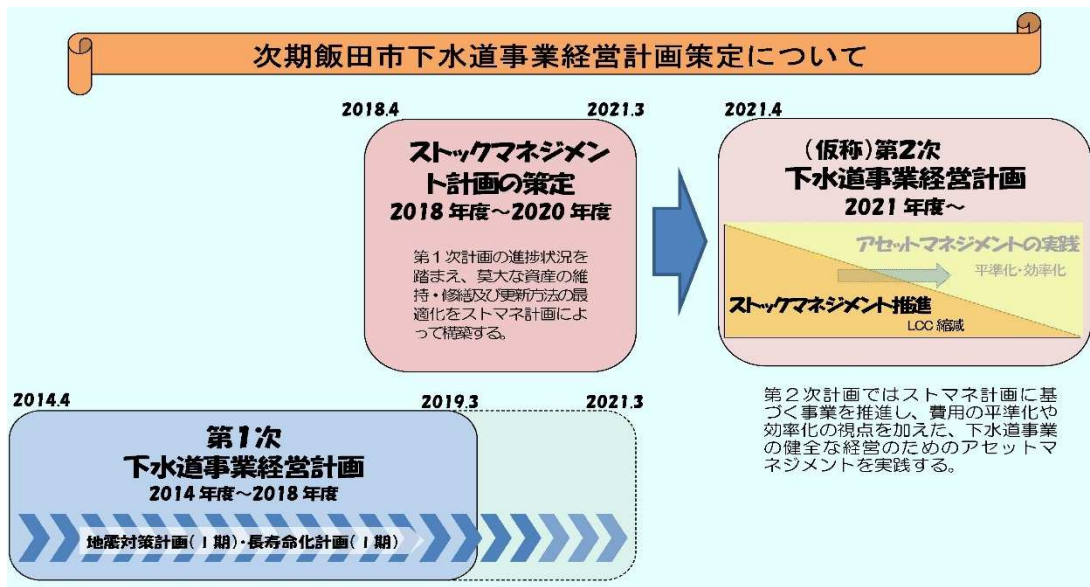 次期飯田市下水道事業経営計画策定について
2018.4
2021.3
ストックマネジメン
ト計画の策定
2018年度～2020年度
第1次計画の進捗状況を
踏まえ、莫大な資産の維
持・修繕及び更新方法の最
適化をストマネ計画によ
って構築する。
2021.4
(仮称)第2次
下水道事業経営計画
2021年度～
アセットマネジメントの実践
平準化・効率化
ストックマネジメント推進
LCC縮減
第2次計画ではストマネ計画に基
づく事業を推進し、費用の平準化や
効率化の視点を加えた、下水道事業
の健全な経営のためのアセットマ
ネジメントを実践する。
2014.4
2019.3
2021.3
第1次
下水道事業経営計画
2014年度～2018年度
地震対策計画(Ⅰ期)・長寿命化計画(Ⅰ期)